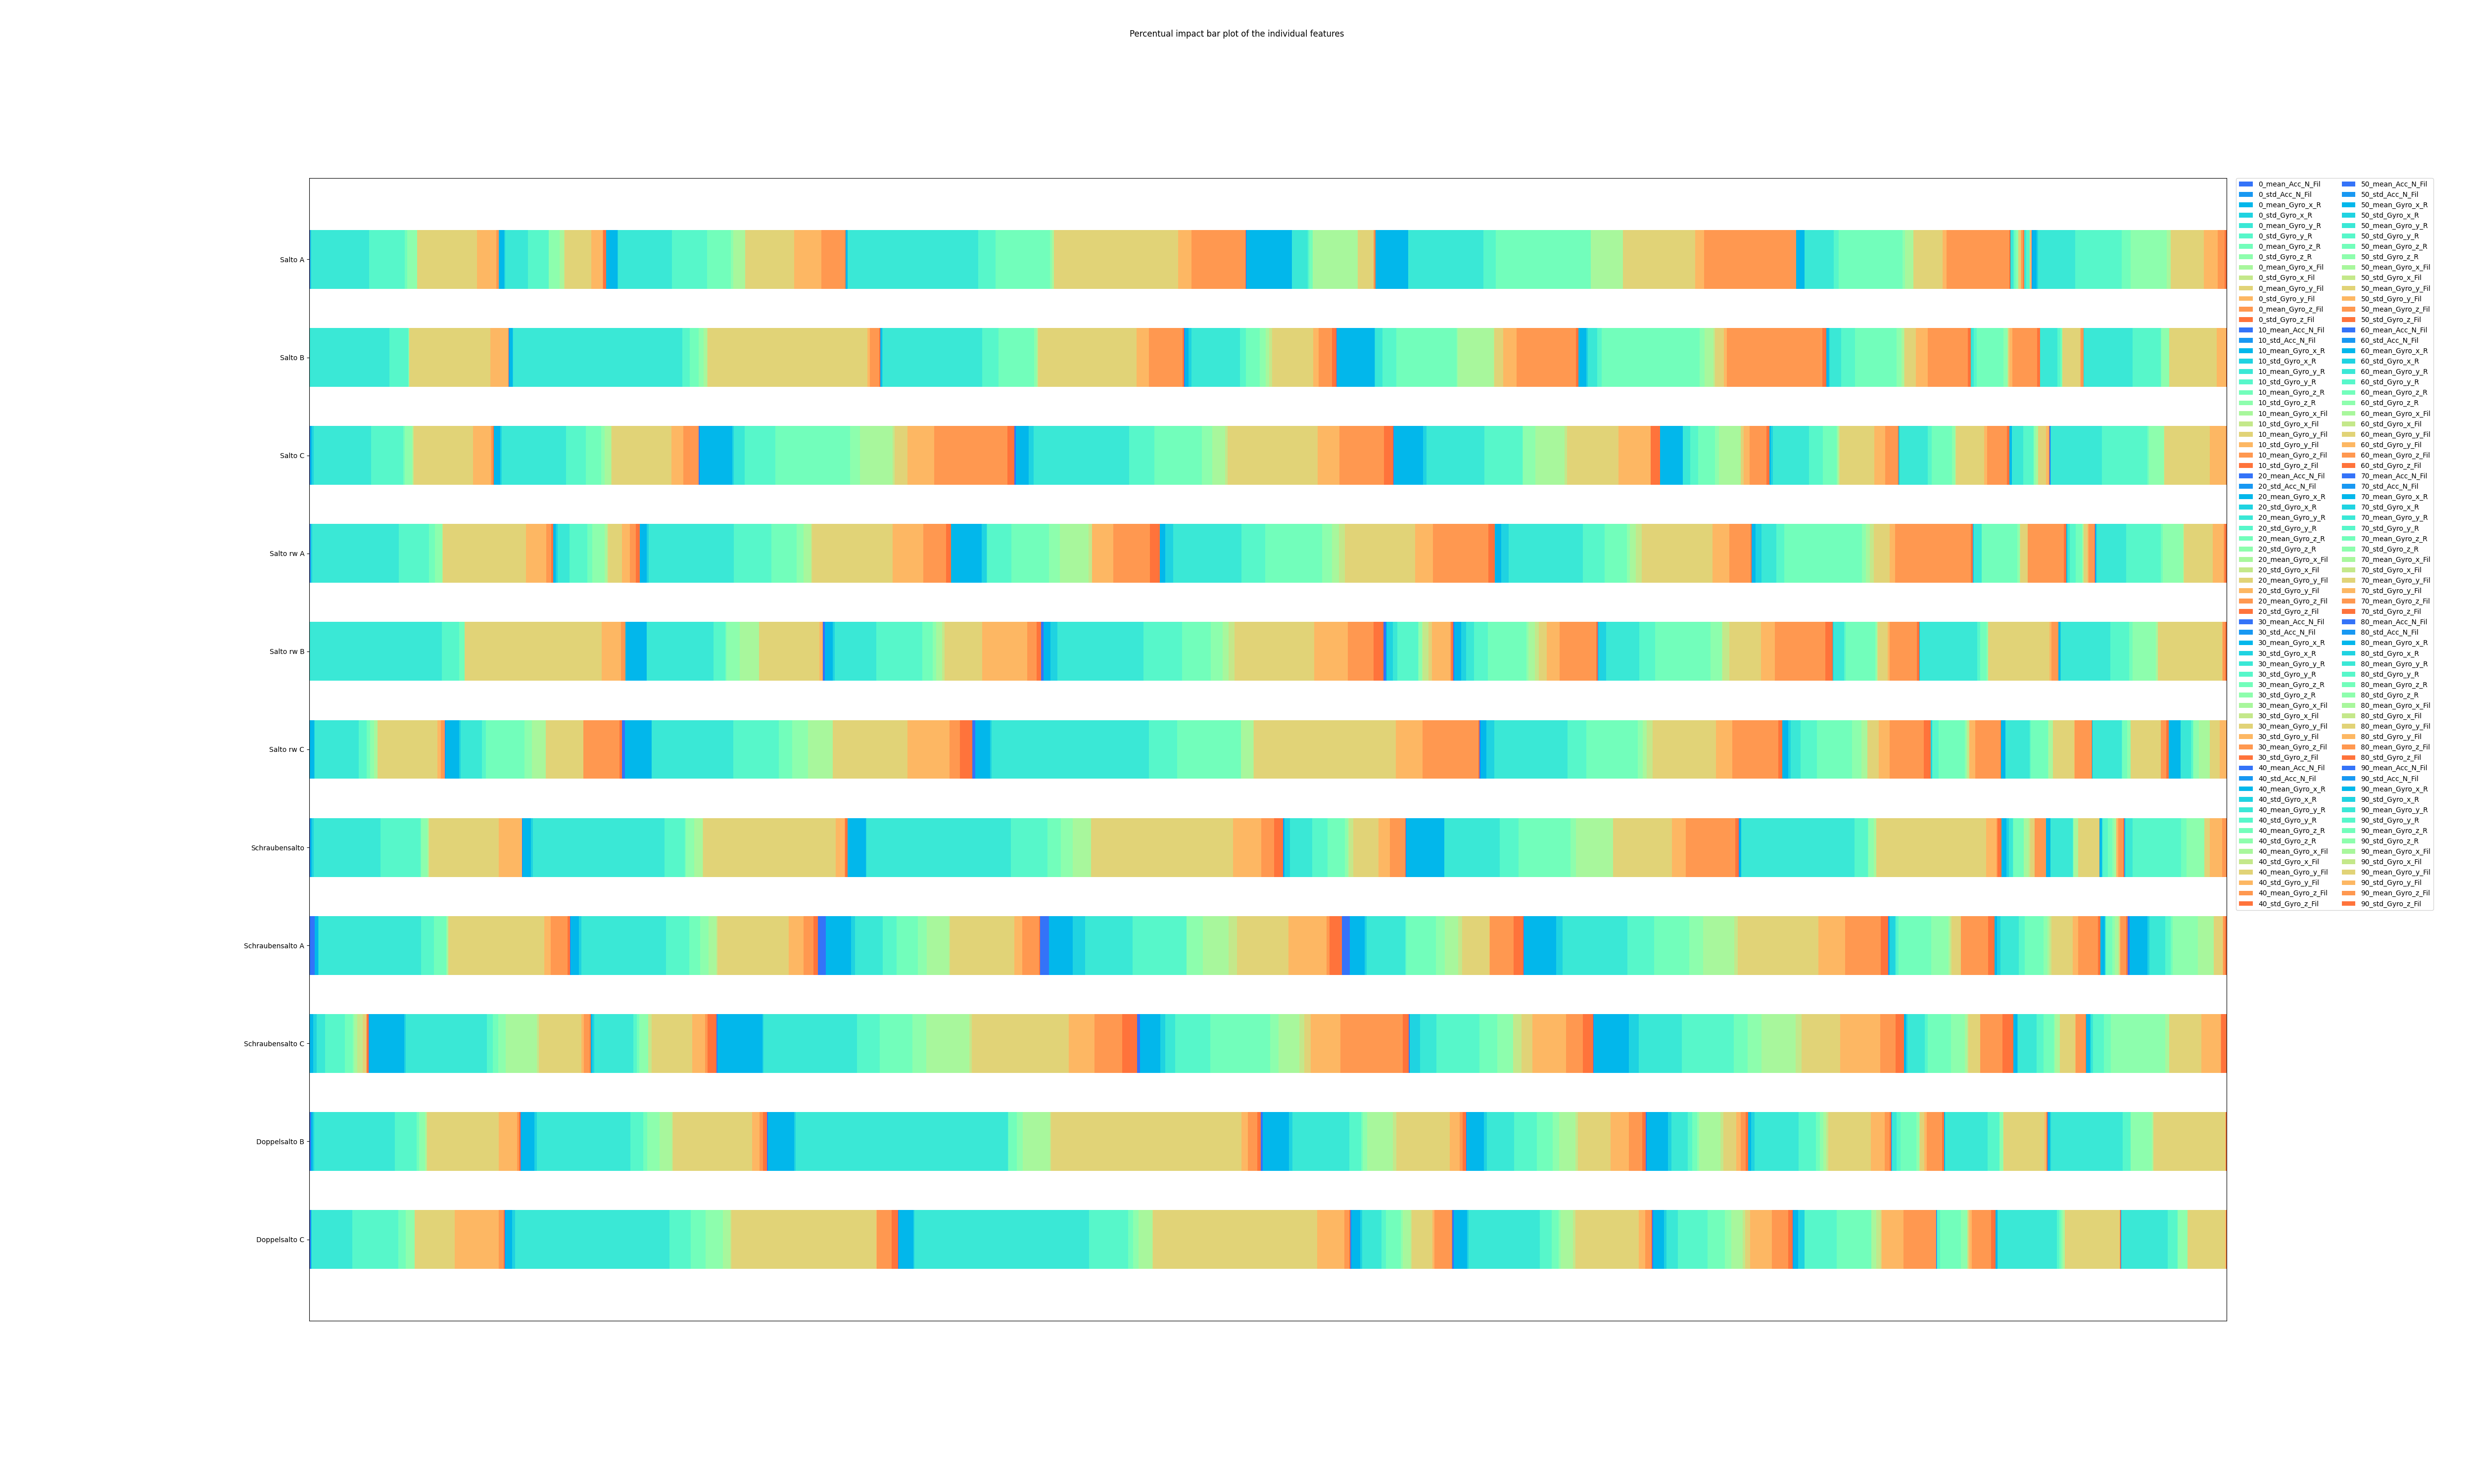 Percentual impact bar plot of the individual features
Salto A
Salto B
Salto C
Salto rw A
Salto rw B
Salto rw C
Schraubensalto
Schraubensalto A
Schraubensalto C
Doppelsalto B
Doppelsalto C
0_mean_Acc_N_Fil
0_std_Acc_N_Fil
0_mean_Gyro_x_R
0_std_Gyro_x_R
0_mean_Gyro_y_R
0_std_Gyro_y_R
0_mean_Gyro_z_R
0_std_Gyro_z_R
0_mean_Gyro_x_Fil
0_std_Gyro_x_Fil
0_mean_Gyro_y_Fil
0_std_Gyro_y_Fil
0_mean_Gyro_z_Fil
0_std_Gyro_z_Fil
10_mean_Acc_N_Fil
10_std_Acc_N_Fil
10_mean_Gyro_x_R
10_std_Gyro_x_R
10_mean_Gyro_y_R
10_std_Gyro_y_R
10_mean_Gyro_z_R
10_std_Gyro_z_R
10_mean_Gyro_x_Fil
10_std_Gyro_x_Fil
10_mean_Gyro_y_Fil
10_std_Gyro_y_Fil
10_mean_Gyro_z_Fil
10_std_Gyro_z_Fil
20_mean_Acc_N_Fil
20_std_Acc_N_Fil
20_mean_Gyro_x_R
20_std_Gyro_x_R
20_mean_Gyro_y_R
20_std_Gyro_y_R
20_mean_Gyro_z_R
20_std_Gyro_z_R
20_mean_Gyro_x_Fil
20_std_Gyro_x_Fil
20_mean_Gyro_y_Fil
20_std_Gyro_y_Fil
20_mean_Gyro_z_Fil
20_std_Gyro_z_Fil
30_mean_Acc_N_Fil
30_std_Acc_N_Fil
30_mean_Gyro_x_R
30_std_Gyro_x_R
30_mean_Gyro_y_R
30_std_Gyro_y_R
30_mean_Gyro_z_R
30_std_Gyro_z_R
30_mean_Gyro_x_Fil
30_std_Gyro_x_Fil
30_mean_Gyro_y_Fil
30_std_Gyro_y_Fil
30_mean_Gyro_z_Fil
30_std_Gyro_z_Fil
40_mean_Acc_N_Fil
40_std_Acc_N_Fil
40_mean_Gyro_x_R
40_std_Gyro_x_R
40_mean_Gyro_y_R
40_std_Gyro_y_R
40_mean_Gyro_z_R
40_std_Gyro_z_R
40_mean_Gyro_x_Fil
40_std_Gyro_x_Fil
40_mean_Gyro_y_Fil
40_std_Gyro_y_Fil
40_mean_Gyro_z_Fil
40_std_Gyro_z_Fil
50_mean_Acc_N_Fil
50_std_Acc_N_Fil
50_mean_Gyro_x_R
50_std_Gyro_x_R
50_mean_Gyro_y_R
50_std_Gyro_y_R
50_mean_Gyro_z_R
50_std_Gyro_z_R
50_mean_Gyro_x_Fil
50_std_Gyro_x_Fil
50_mean_Gyro_y_Fil
50_std_Gyro_y_Fil
50_mean_Gyro_z_Fil
50_std_Gyro_z_Fil
60_mean_Acc_N_Fil
60_std_Acc_N_Fil
60_mean_Gyro_x_R
60_std_Gyro_x_R
60_mean_Gyro_y_R
60_std_Gyro_y_R
60_mean_Gyro_z_R
60_std_Gyro_z_R
60_mean_Gyro_x_Fil
60_std_Gyro_x_Fil
60_mean_Gyro_y_Fil
60_std_Gyro_y_Fil
60_mean_Gyro_z_Fil
60_std_Gyro_z_Fil
70_mean_Acc_N_Fil
70_std_Acc_N_Fil
70_mean_Gyro_x_R
70_std_Gyro_x_R
70_mean_Gyro_y_R
70_std_Gyro_y_R
70_mean_Gyro_z_R
70_std_Gyro_z_R
70_mean_Gyro_x_Fil
70_std_Gyro_x_Fil
70_mean_Gyro_y_Fil
70_std_Gyro_y_Fil
70_mean_Gyro_z_Fil
70_std_Gyro_z_Fil
80_mean_Acc_N_Fil
80_std_Acc_N_Fil
80_mean_Gyro_x_R
80_std_Gyro_x_R
80_mean_Gyro_y_R
80_std_Gyro_y_R
80_mean_Gyro_z_R
80_std_Gyro_z_R
80_mean_Gyro_x_Fil
80_std_Gyro_x_Fil
80_mean_Gyro_y_Fil
80_std_Gyro_y_Fil
80_mean_Gyro_z_Fil
80_std_Gyro_z_Fil
90_mean_Acc_N_Fil
90_std_Acc_N_Fil
90_mean_Gyro_x_R
90_std_Gyro_x_R
90_mean_Gyro_y_R
90_std_Gyro_y_R
90_mean_Gyro_z_R
90_std_Gyro_z_R
90_mean_Gyro_x_Fil
90_std_Gyro_x_Fil
90_mean_Gyro_y_Fil
90_std_Gyro_y_Fil
90_mean_Gyro_z_Fil
90_std_Gyro_z_Fil